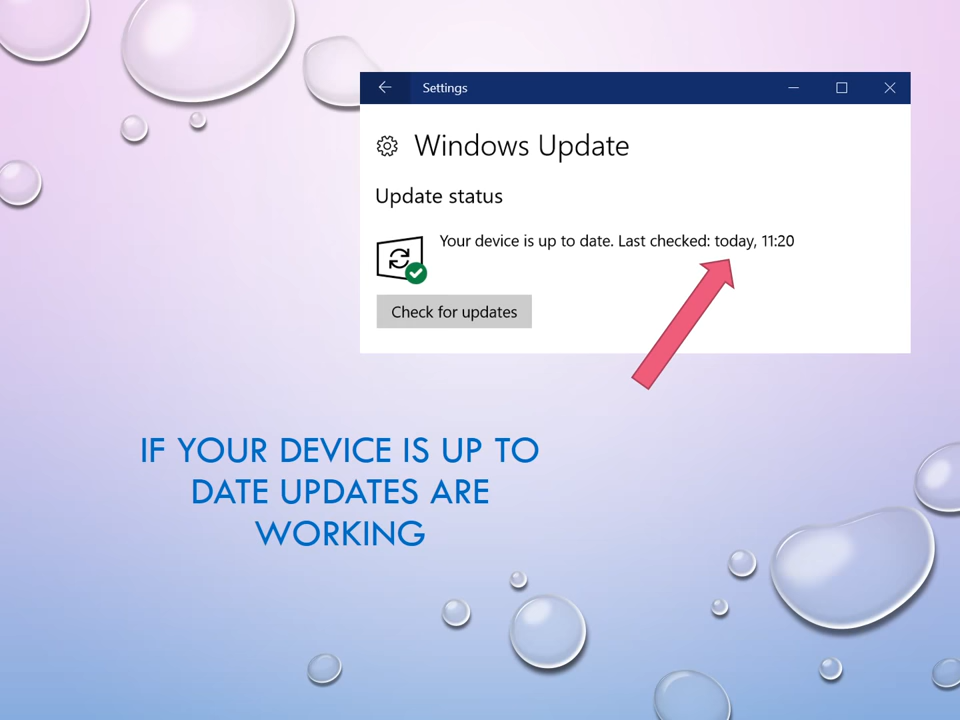 Settings
Windows Update
Update status
Your device is up to date. Last checked: today, 11:20
Check for updates
IF YOUR DEVICE IS UP TO
DATE UPDATES ARE
WORKING